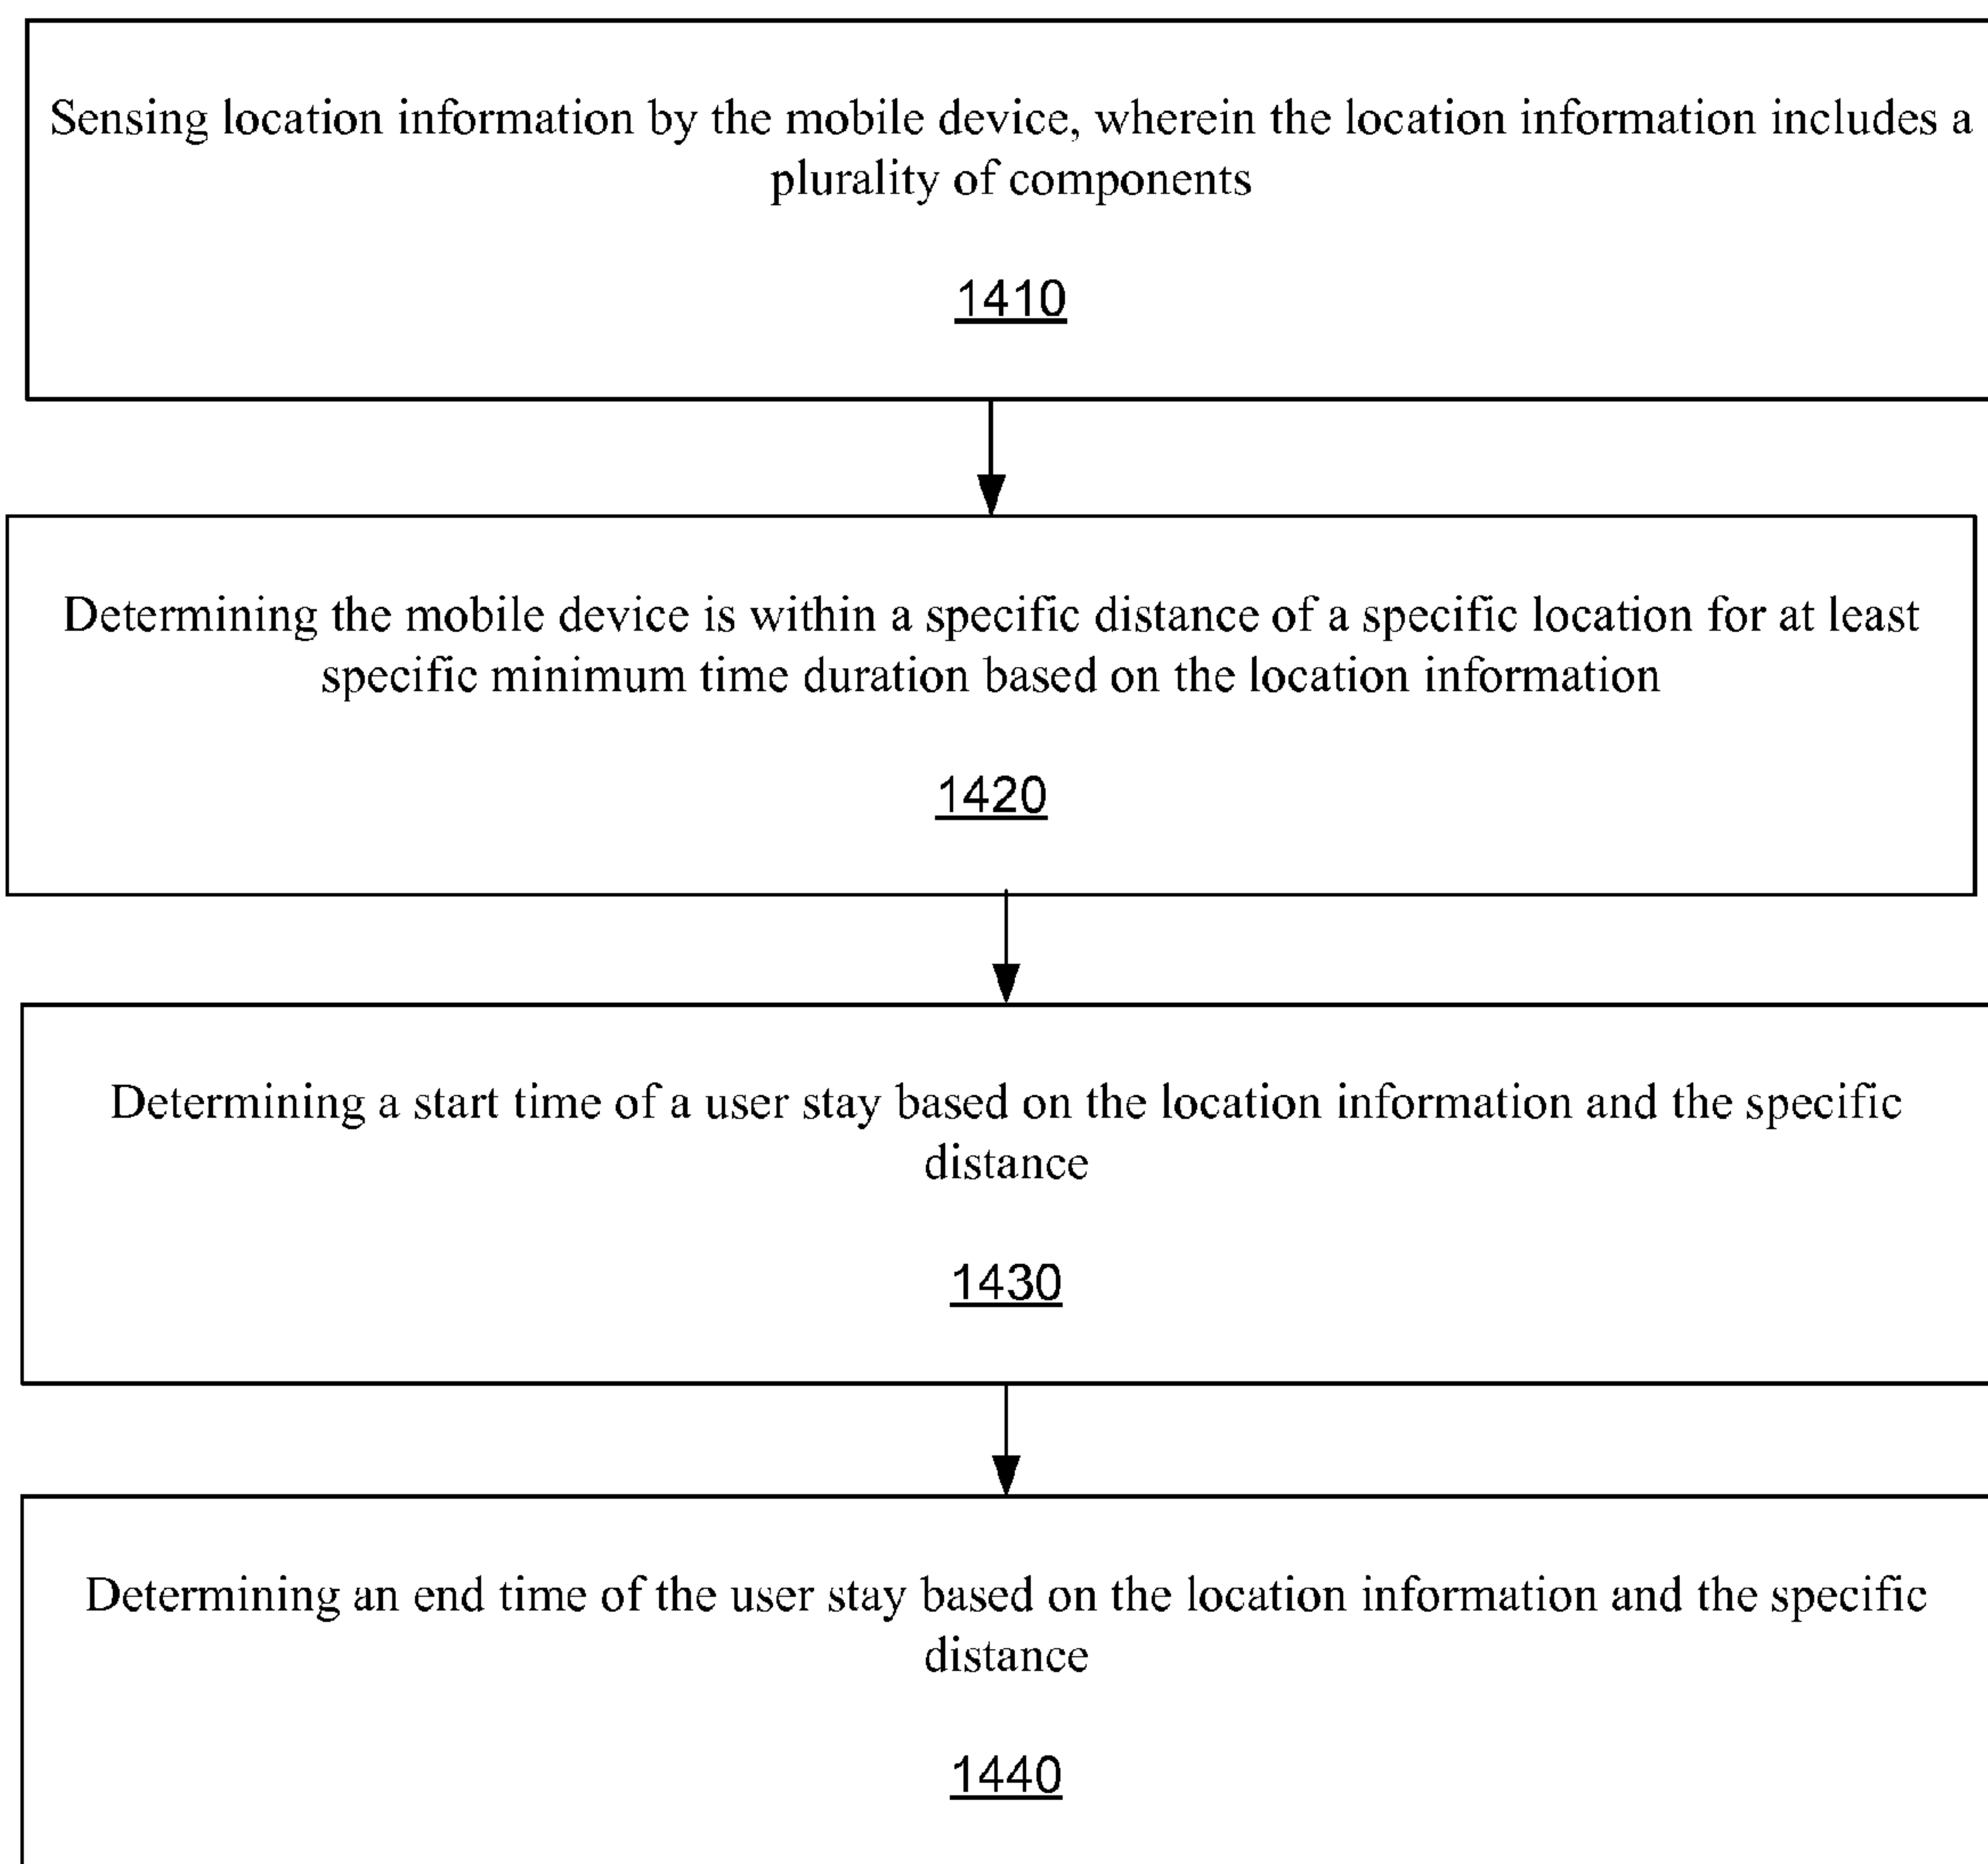 Sensing location information by the mobile device, wherein the location information includes a
plurality of components
1410
Determining the mobile device is within a specific distance of a specific location for at least
specific minimum time duration based on the location information
1420
Determining a start time of a user stay based on the location information and the specific
distance
1430
Determining an end time of the user stay based on the location information and the specific
distance
1440